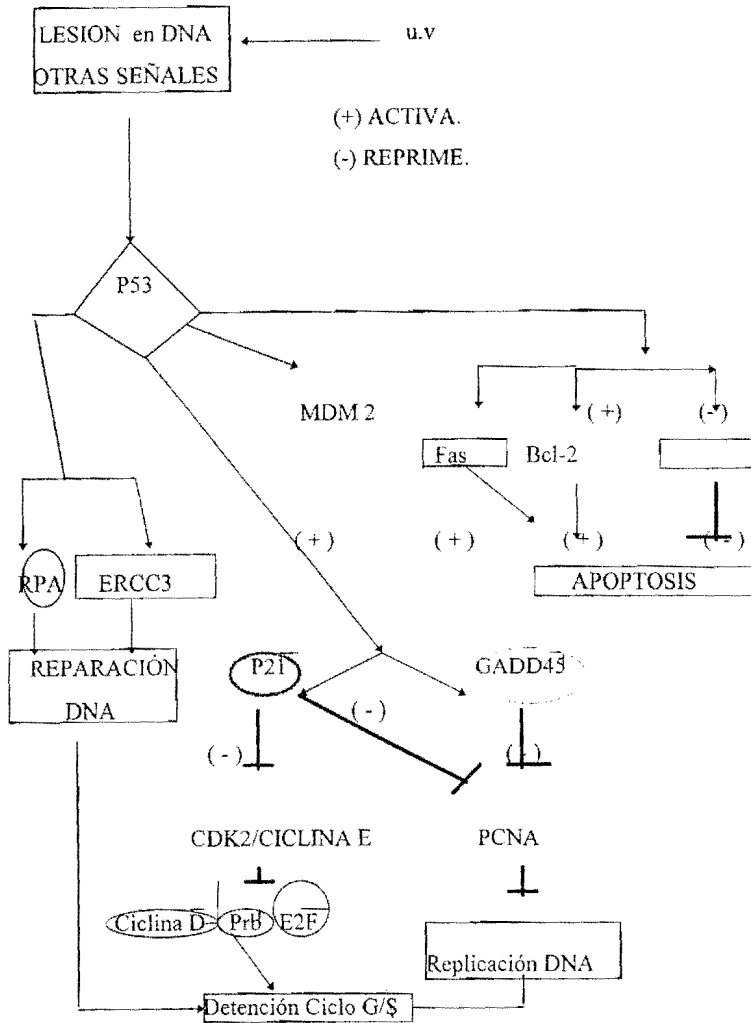 LESION en DNA
OTRAS SEÑALES
u.v
(+) ACTIVA.
(-) REPRIME.
P53
MDM 2
(+)
(-)
Fas
Bcl-2
(+)
(+)
(+)
(-)
RPA
ERCC3
APOPTOSIS
REPARACIÓN
DNA
P21
GADD45
(-)
(-)
(-)
CDK2/CICLINA E
PCNA
Ciclina D
Prb
E2F
Replicación DNA
Detención Ciclo G/S